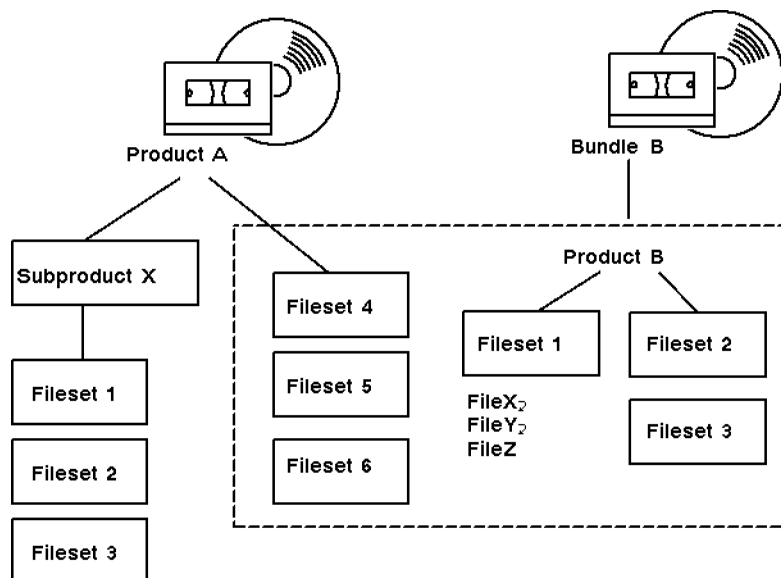 Product A
Bundle B
Subproduct X
Fileset 1
Fileset 2
Fileset 3
Fileset 4
Fileset 5
Fileset 6
Product B
Fileset 1
FileX2
FileY2
FileZ
Fileset 2
Fileset 3